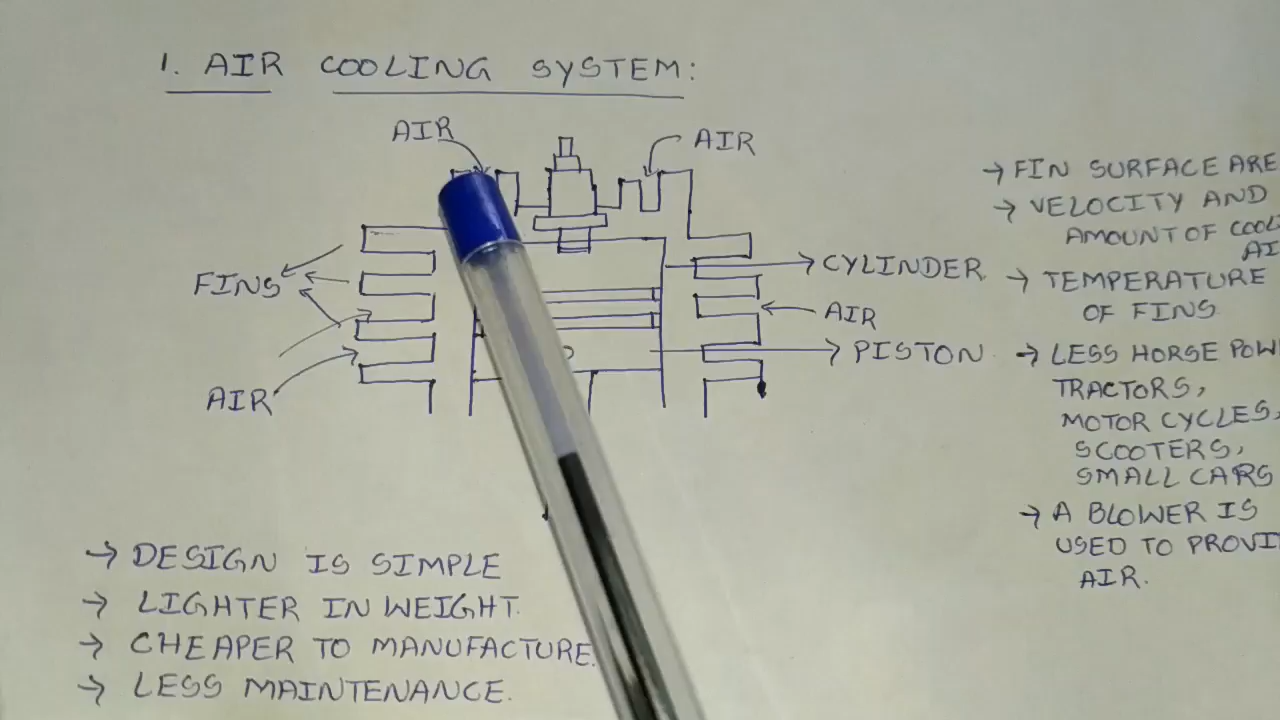 1. AIR COOLING SYSTEM:
AIR
AIR
FINS
AIR
CYLINDER
AIR
PISTON
→ FIN SURFACE ARE
→ VELOCITY AND
AMOUNT OF COOL
AI
→ TEMPERATURE
OF FINS
→ LESS HORSE POW
TRACTORS,
MOTOR CYCLES,
SCOOTERS,
SMALL CARS
→ A BLOWER IS
USED TO PROVI
AIR.
→ DESIGN IS SIMPLE
→ LIGHTER IN WEIGHT.
→ CHEAPER TO MANUFACTURE.
→ LESS MAINTENANCE.